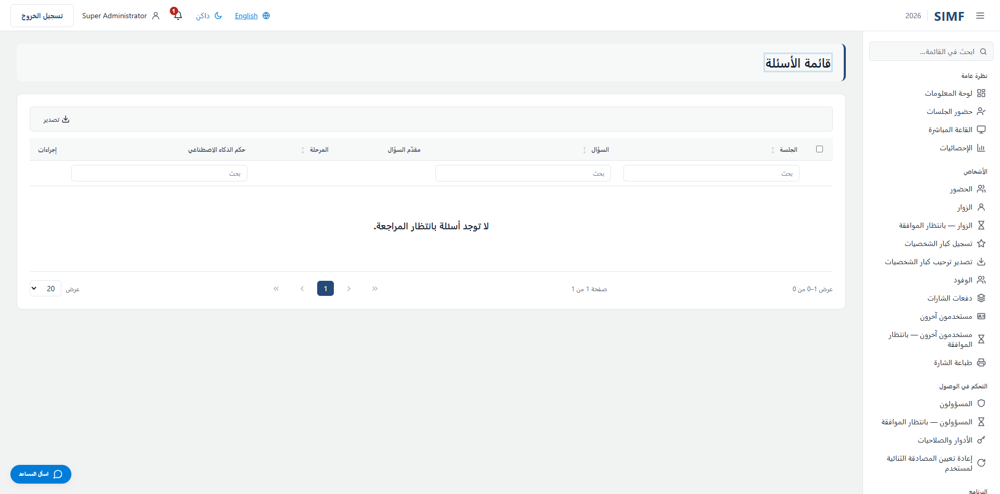 SIMF
2026
English
داكن
1
Super Administrator
تسجيل الخروج
ابحث في القائمة...
نظرة عامة
لوحة المعلومات
حضور الجلسات
القاعة المباشرة
الإحصائيات
الأشخاص
الحضور
الزوار
الزوار — بانتظار الموافقة
تسجيل كبار الشخصيات
تصدير ترحيب كبار الشخصيات
الوفود
دفعات الشارات
مستخدمون آخرون
مستخدمون آخرون — بانتظار
الموافقة
طباعة الشارة
التحكم في الوصول
المسؤولون
المسؤولون — بانتظار الموافقة
الأدوار والصلاحيات
إعادة تعيين المصادقة الثنائية
لمستخدم
البرنامج
قائمة الأسئلة
تصدير
الجلسة
السؤال
مقدّم السؤال
المرحلة
حكم الذكاء الاصطناعي
إجراءات
بحث
بحث
بحث
لا توجد أسئلة بانتظار المراجعة.
عرض 1–0 من 0
صفحة 1 من 1
1
عرض
20
اسأل المساعد